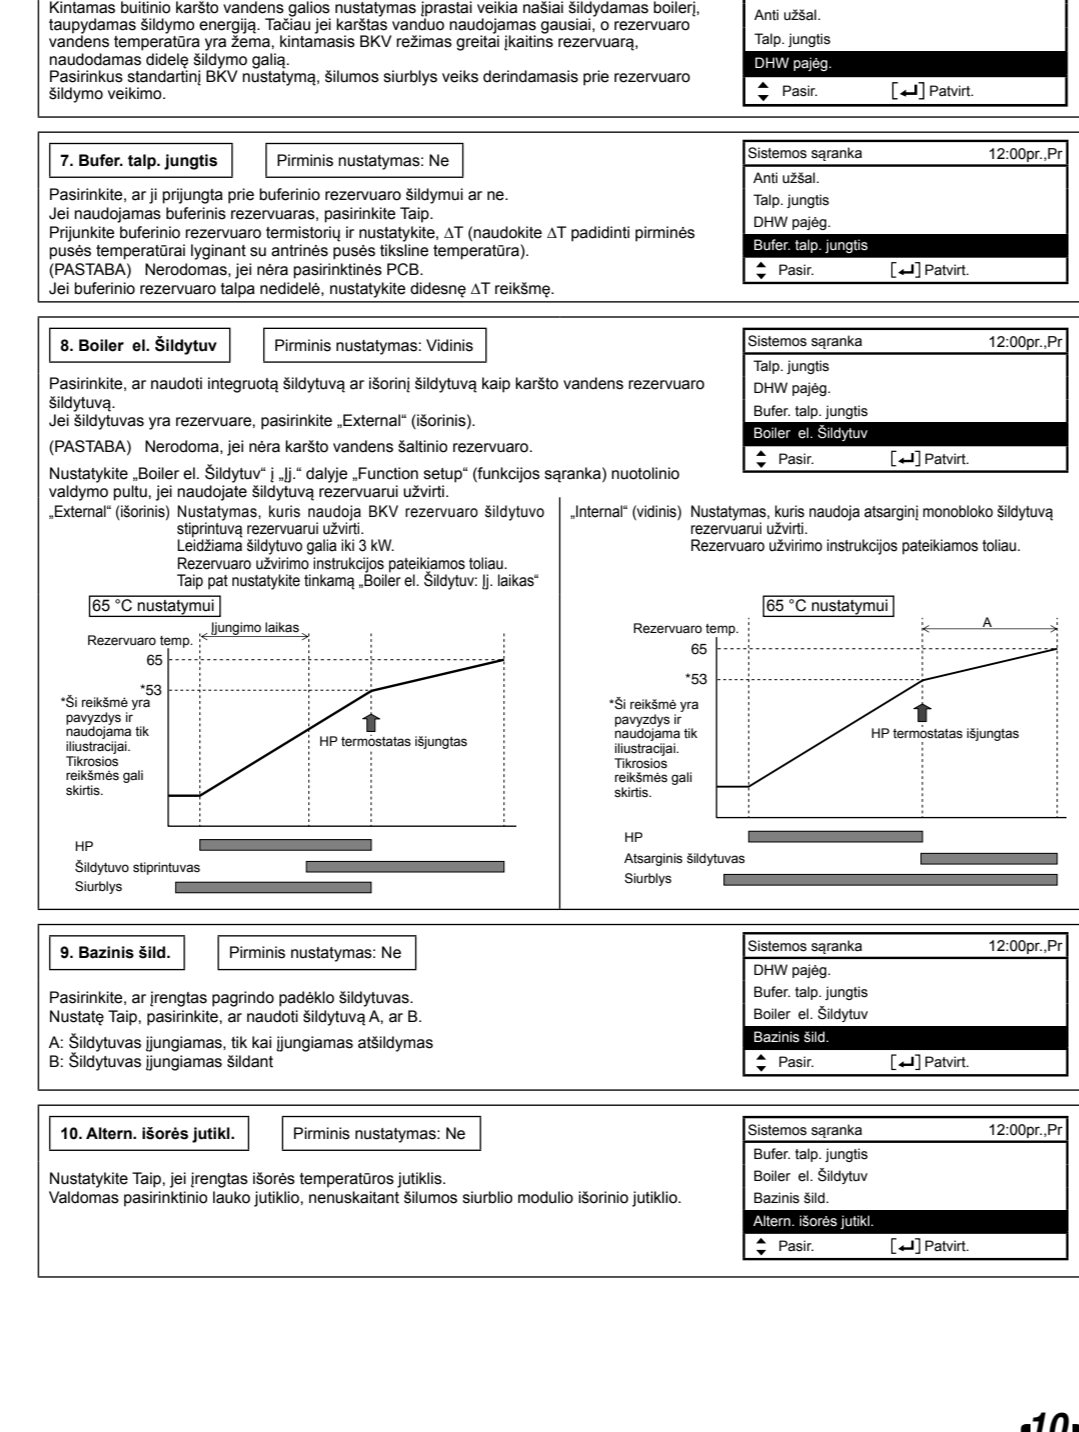 Kintamas buitinio karšto vandens galios nustatymas įprastai veikia našiai šildydamas boilerį,
taupydamas šildymo energiją. Tačiau jei karštas vanduo naudojamas gausiai, o rezervuaro
vandens temperatūra yra žema, kintamasis BKV režimas greitai įkaitins rezervuarą,
naudodamas didelę šildymo galią.
Pasirinkus standartinį BKV nustatymą, šilumos siurblys veiks derindamasis prie rezervuaro
šildymo veikimo.
Anti užšal.
Talp. jungtis
DHW pajėg.
Pasir. [↵] Patvirt.
7. Bufer. talp. jungtis
Pirminis nustatymas: Ne
Pasirinkite, ar ji prijungta prie buferinio rezervuaro šildymui ar ne.
Jei naudojamas buferinis rezervuaras, pasirinkite Taip.
Prijunkite buferinio rezervuaro termistorių ir nustatykite, ΔT (naudokite ΔT padidinti pirminės
pusės temperatūrai lyginant su antrinės pusės tiksline temperatūra).
(PASTABA) Nerodomas, jei nėra pasirinktinės PCB.
Jei buferinio rezervuaro talpa nedidelė, nustatykite didesnę ΔT reikšmę.
Sistemos sąranka 12:00pr.,Pr
Anti užšal.
Talp. jungtis
DHW pajėg.
Bufer. talp. jungtis
Pasir. [↵] Patvirt.
8. Boiler el. Šildytuv
Pirminis nustatymas: Vidinis
Pasirinkite, ar naudoti integruotą šildytuvą ar išorinį šildytuvą kaip karšto vandens rezervuaro
šildytuvą.
Jei šildytuvas yra rezervuare, pasirinkite „External“ (išorinis).
(PASTABA) Nerodoma, jei nėra karšto vandens šaltinio rezervuaro.
Nustatykite „Boiler el. Šildytuv“ į „Įj.“ dalyje „Function setup“ (funkcijos sąranka) nuotolinio
valdymo pultu, jei naudojate šildytuvą rezervuarui užvirti.
Sistemos sąranka 12:00pr.,Pr
Talp. jungtis
DHW pajėg.
Bufer. talp. jungtis
Boiler el. Šildytuv
Pasir. [↵] Patvirt.
„External“ (išorinis) Nustatymas, kuris naudoja BKV rezervuaro šildytuvo
stiprintuvą rezervuarui užvirti.
Leidžiama šildytuvo galia iki 3 kW.
Rezervuaro užvirimo instrukcijos pateikiamos toliau.
Taip pat nustatykite tinkamą „Boiler el. Šildytuv: Įj. laikas“
65 °C nustatymui
Įjungimo laikas
Rezervuaro temp.
65
*53
*Ši reikšmė yra
pavyzdys ir
naudojama tik
iliustracijai.
Tikrosios
reikšmės gali
skirtis.
HP termostatas išjungtas
HP
Šildytuvo stiprintuvas
Siurblys
„Internal“ (vidinis) Nustatymas, kuris naudoja atsarginį monobloko šildytuvą
rezervuarui užvirti.
Rezervuaro užvirimo instrukcijos pateikiamos toliau.
65 °C nustatymui
A
Rezervuaro temp.
65
*53
*Ši reikšmė yra
pavyzdys ir
naudojama tik
iliustracijai.
Tikrosios
reikšmės gali
skirtis.
HP termostatas išjungtas
HP
Atsarginis šildytuvas
Siurblys
9. Bazinis šild.
Pirminis nustatymas: Ne
Pasirinkite, ar įrengtas pagrindo padėklo šildytuvas.
Nustatę Taip, pasirinkite, ar naudoti šildytuvą A, ar B.
A: Šildytuvas įjungiamas, tik kai įjungiamas atšildymas
B: Šildytuvas įjungiamas šildant
Sistemos sąranka 12:00pr.,Pr
DHW pajėg.
Bufer. talp. jungtis
Boiler el. Šildytuv
Bazinis šild.
Pasir. [↵] Patvirt.
10. Altern. išorės jutikl.
Pirminis nustatymas: Ne
Nustatykite Taip, jei įrengtas išorės temperatūros jutiklis.
Valdomas pasirinktinio lauko jutiklio, nenuskaitant šilumos siurblio modulio išorinio jutiklio.
Sistemos sąranka 12:00pr.,Pr
Bufer. talp. jungtis
Boiler el. Šildytuv
Bazinis šild.
Altern. išorės jutikl.
Pasir. [↵] Patvirt.
10